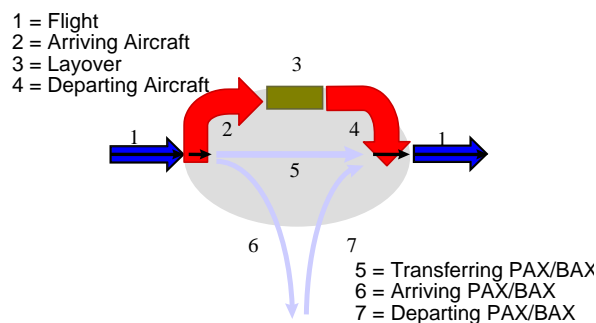 1 = Flight
2 = Arriving Aircraft
3 = Layover
4 = Departing Aircraft
3
1
2
4
1
5
6
7
5 = Transferring PAX/BAX
6 = Arriving PAX/BAX
7 = Departing PAX/BAX